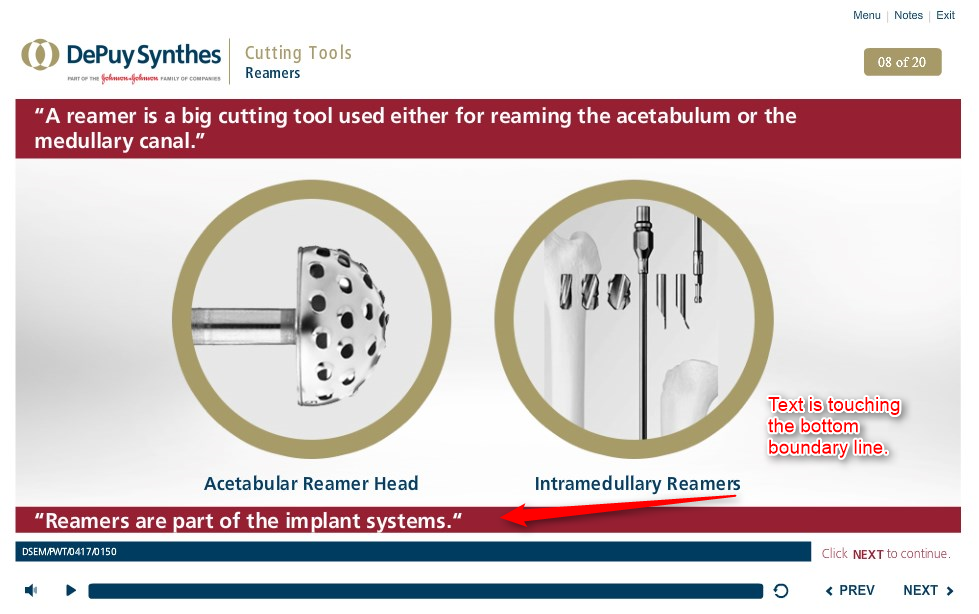 Menu | Notes | Exit
DePuy Synthes
PART OF THE Johnson & Johnson FAMILY OF COMPANIES
Cutting Tools
Reamers
08 of 20
“A reamer is a big cutting tool used either for reaming the acetabulum or the
medullary canal.”
Text is touching
the bottom
boundary line.
Acetabular Reamer Head
Intramedullary Reamers
“Reamers are part of the implant systems.“
DSEM/PWT/0417/0150
Click NEXT to continue.
PREV
NEXT